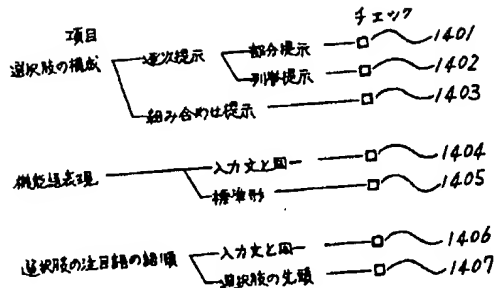 チェック
項目
選択肢の構成
逐次提示
部分提示
1401
列挙提示
1402
組み合わせ提示
1403
機能語表現
入力文と同一
1404
標準形
1405
選択肢の注目語の語順
入力文と同一
1406
選択肢の先頭
1407